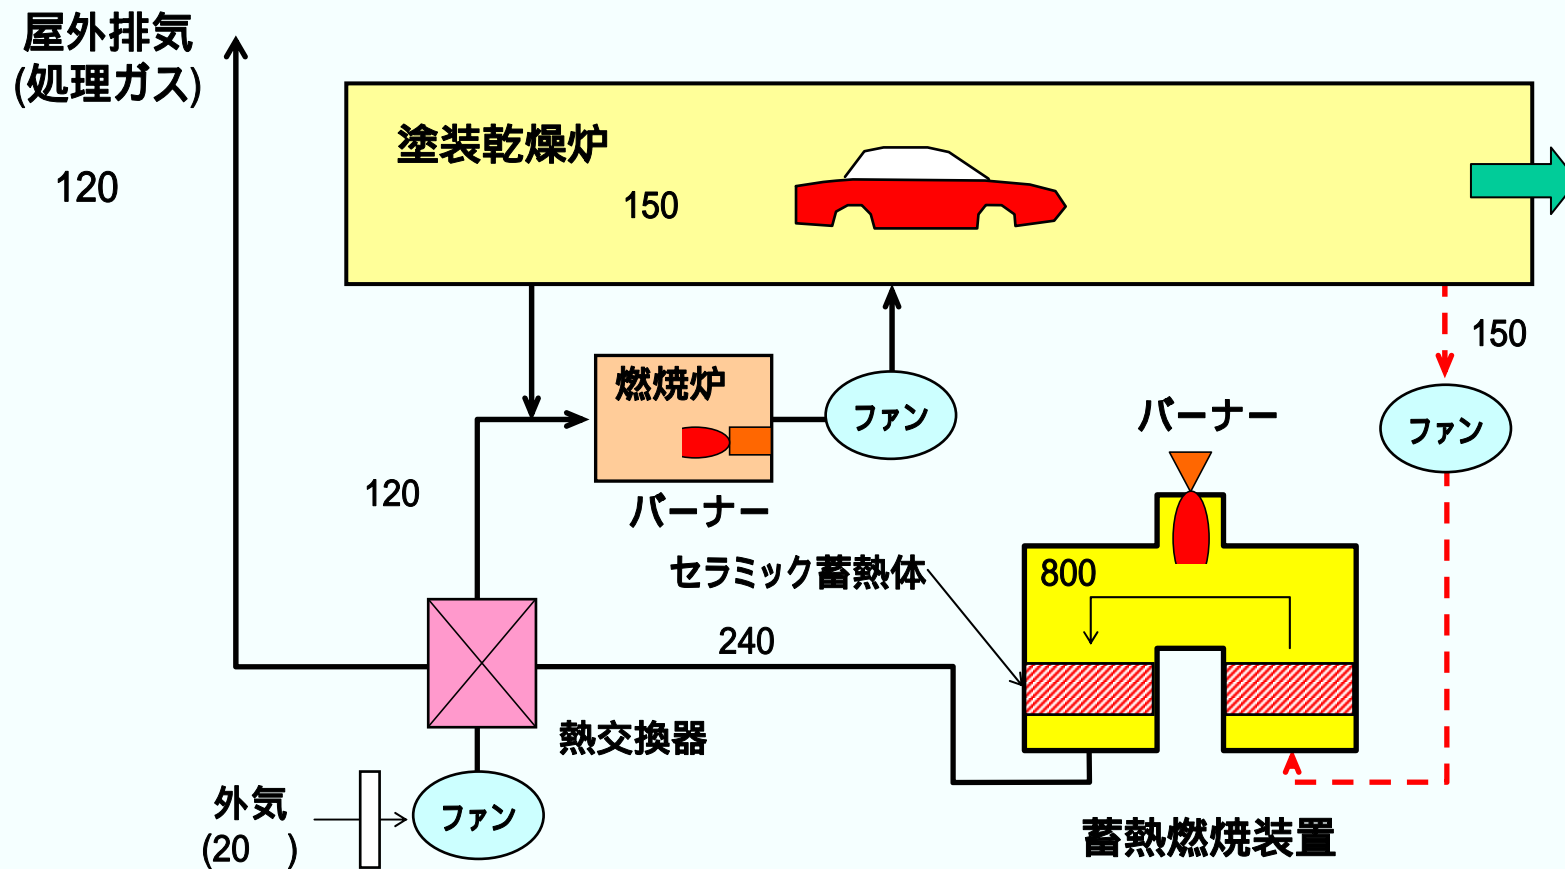 屋外排気
(処理ガス)
120
塗装乾燥炉
150
150
燃焼炉
ファン
バーナー
ファン
120
バーナー
セラミック蓄熱体
800
240
熱交換器
外気
(20 )
ファン
蓄熱燃焼装置